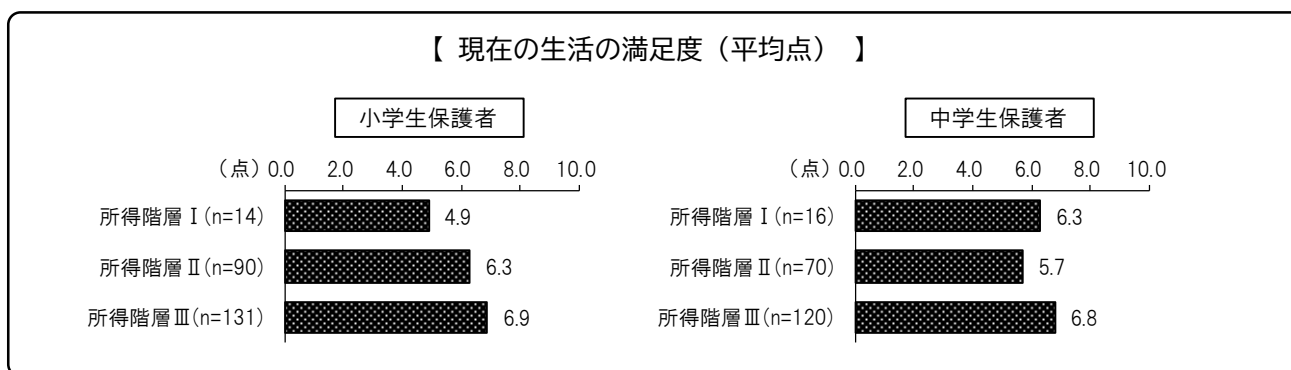 【 現在の生活の満足度（平均点） 】
小学生保護者
（点） 0.0 2.0 4.0 6.0 8.0 10.0
所得階層Ⅰ(n=14) 4.9
所得階層Ⅱ(n=90) 6.3
所得階層Ⅲ(n=131) 6.9
中学生保護者
（点） 0.0 2.0 4.0 6.0 8.0 10.0
所得階層Ⅰ(n=16) 6.3
所得階層Ⅱ(n=70) 5.7
所得階層Ⅲ(n=120) 6.8